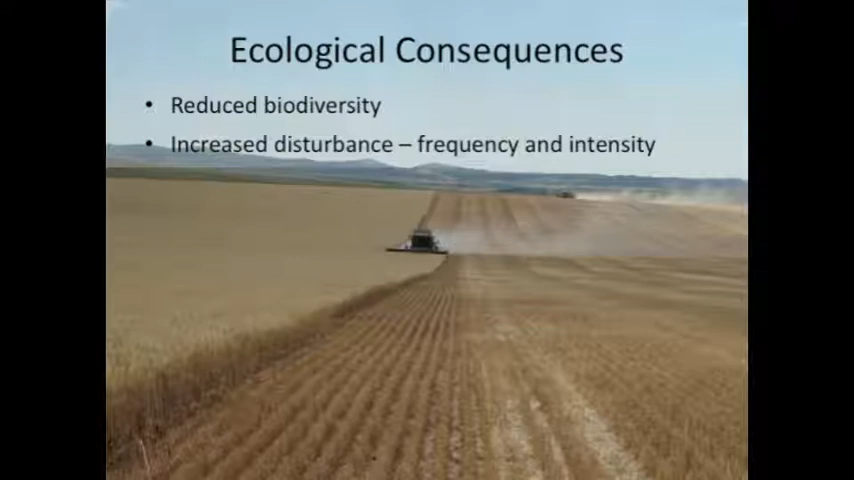 Ecological Consequences
• Reduced biodiversity
• Increased disturbance – frequency and intensity